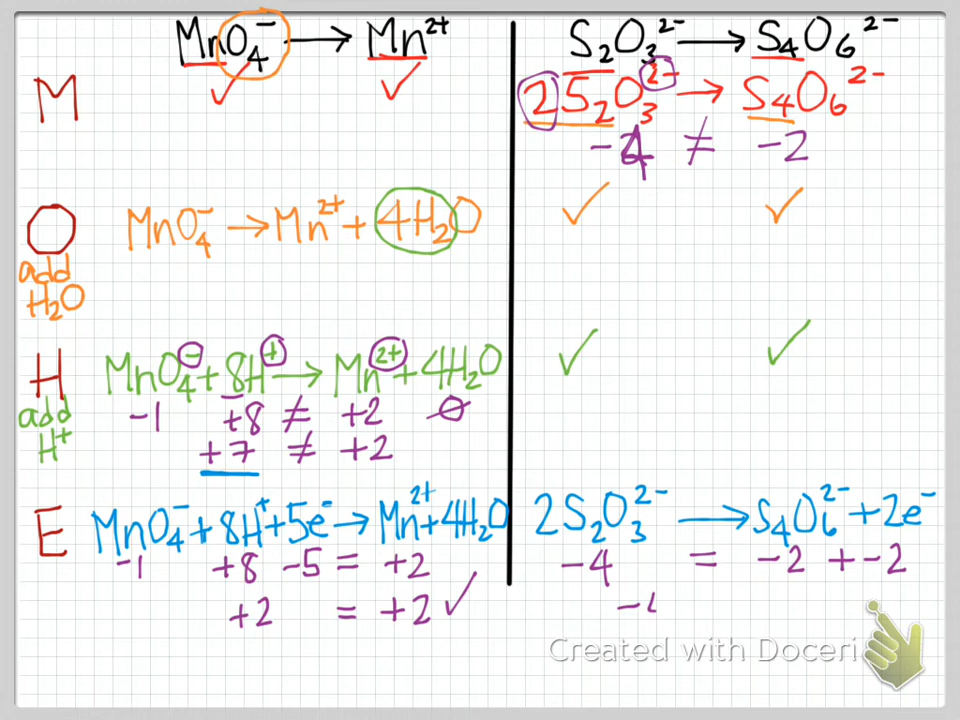 MnO₄⁻ → Mn²⁺
S₂O₃²⁻ → S₄O₆²⁻
M
2S₂O₃²⁻ → S₄O₆²⁻
-4 ≠ -2
✓ ✓
O
add
H₂O
MnO₄⁻ → Mn²⁺ + 4H₂O
✓ ✓
H
add
H⁺
MnO₄⁻ + 8H⁺ → Mn²⁺ + 4H₂O
-1 +8 ≠ +2 0
+7 ≠ +2
✓ ✓
E
MnO₄⁻ + 8H⁺ + 5e⁻ → Mn²⁺ + 4H₂O
-1 +8 -5 = +2
+2 = +2 ✓
2S₂O₃²⁻ → S₄O₆²⁻ + 2e⁻
-4 = -2 + -2
Created with Doceri